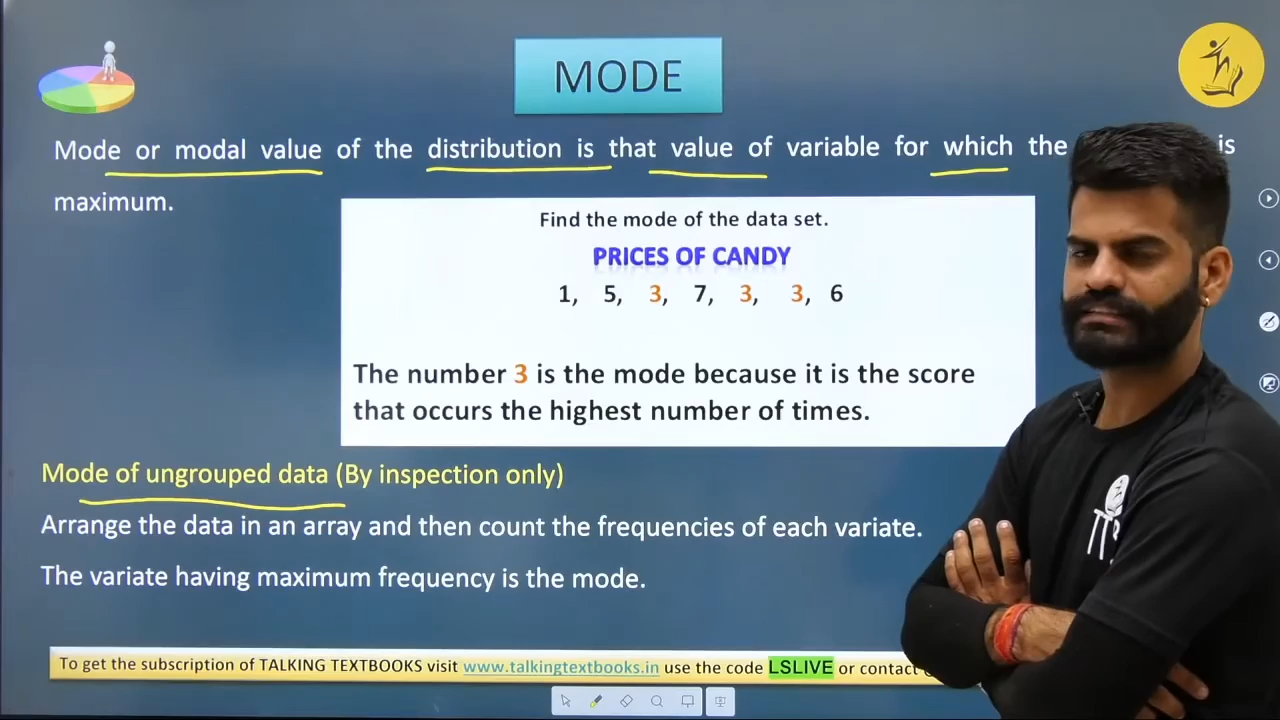 MODE
Mode or modal value of the distribution is that value of variable for which the is
maximum.
Find the mode of the data set.
PRICES OF CANDY
1, 5, 3, 7, 3, 3, 6
The number 3 is the mode because it is the score
that occurs the highest number of times.
Mode of ungrouped data (By inspection only)
Arrange the data in an array and then count the frequencies of each variate.
The variate having maximum frequency is the mode.
To get the subscription of TALKING TEXTBOOKS visit www.talkingtextbooks.in use the code LSLIVE or contact